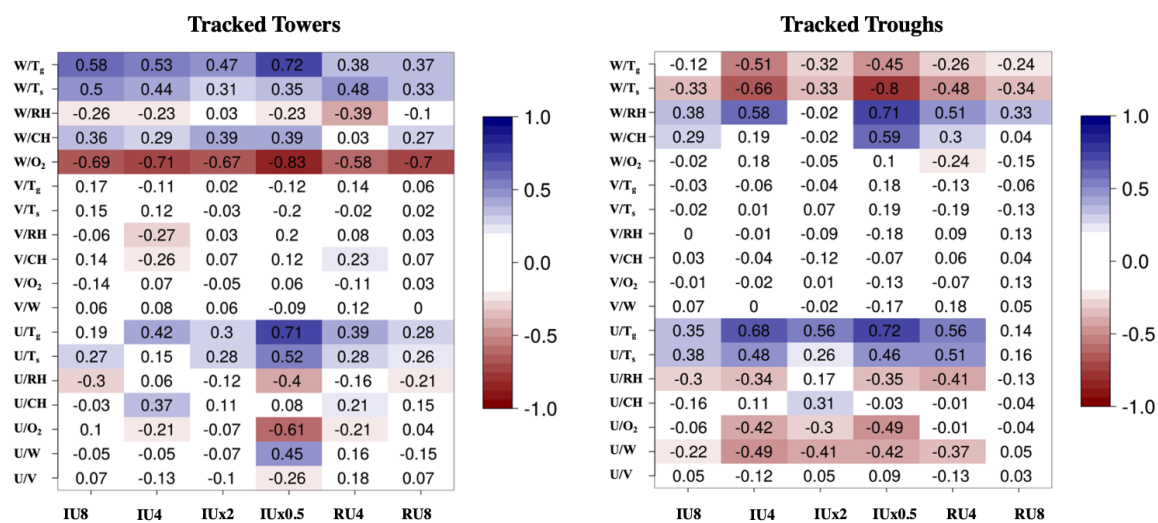 Tracked Towers
W/Tg 0.58 0.53 0.47 0.72 0.38 0.37
W/Ts 0.5 0.44 0.31 0.35 0.48 0.33
W/RH -0.26 -0.23 0.03 -0.23 -0.39 -0.1
W/CH 0.36 0.29 0.39 0.39 0.03 0.27
W/O2 -0.69 -0.71 -0.67 -0.83 -0.58 -0.7
V/Tg 0.17 -0.11 0.02 -0.12 0.14 0.06
V/Ts 0.15 0.12 -0.03 -0.2 -0.02 0.02
V/RH -0.06 -0.27 0.03 0.2 0.08 0.03
V/CH 0.14 -0.26 0.07 0.12 0.23 0.07
V/O2 -0.14 0.07 -0.05 0.06 -0.11 0.03
V/W 0.06 0.08 0.06 -0.09 0.12 0
U/Tg 0.19 0.42 0.3 0.71 0.39 0.28
U/Ts 0.27 0.15 0.28 0.52 0.28 0.26
U/RH -0.3 0.06 -0.12 -0.4 -0.16 -0.21
U/CH -0.03 0.37 0.11 0.08 0.21 0.15
U/O2 0.1 -0.21 -0.07 -0.61 -0.21 0.04
U/W -0.05 -0.05 -0.07 0.45 0.16 -0.15
U/V 0.07 -0.13 -0.1 -0.26 0.18 0.07
IU8 IU4 IUx2 IUx0.5 RU4 RU8
1.0
0.5
0.0
-0.5
-1.0
Tracked Troughs
W/Tg -0.12 -0.51 -0.32 -0.45 -0.26 -0.24
W/Ts -0.33 -0.66 -0.33 -0.8 -0.48 -0.34
W/RH 0.38 0.58 -0.02 0.71 0.51 0.33
W/CH 0.29 0.19 -0.02 0.59 0.3 0.04
W/O2 -0.02 0.18 -0.05 0.1 -0.24 -0.15
V/Tg -0.03 -0.06 -0.04 0.18 -0.13 -0.06
V/Ts -0.02 0.01 0.07 0.19 -0.19 -0.13
V/RH 0 -0.01 -0.09 -0.18 0.09 0.13
V/CH 0.03 -0.04 -0.12 -0.07 0.06 0.04
V/O2 -0.01 -0.02 0.01 -0.13 -0.07 0.13
V/W 0.07 0 -0.02 -0.17 0.18 0.05
U/Tg 0.35 0.68 0.56 0.72 0.56 0.14
U/Ts 0.38 0.48 0.26 0.46 0.51 0.16
U/RH -0.3 -0.34 0.17 -0.35 -0.41 -0.13
U/CH -0.16 0.11 0.31 -0.03 -0.01 -0.04
U/O2 -0.06 -0.42 -0.3 -0.49 -0.01 -0.04
U/W -0.22 -0.49 -0.41 -0.42 -0.37 0.05
U/V 0.05 -0.12 0.05 0.09 -0.13 0.03
IU8 IU4 IUx2 IUx0.5 RU4 RU8
1.0
0.5
0.0
-0.5
-1.0